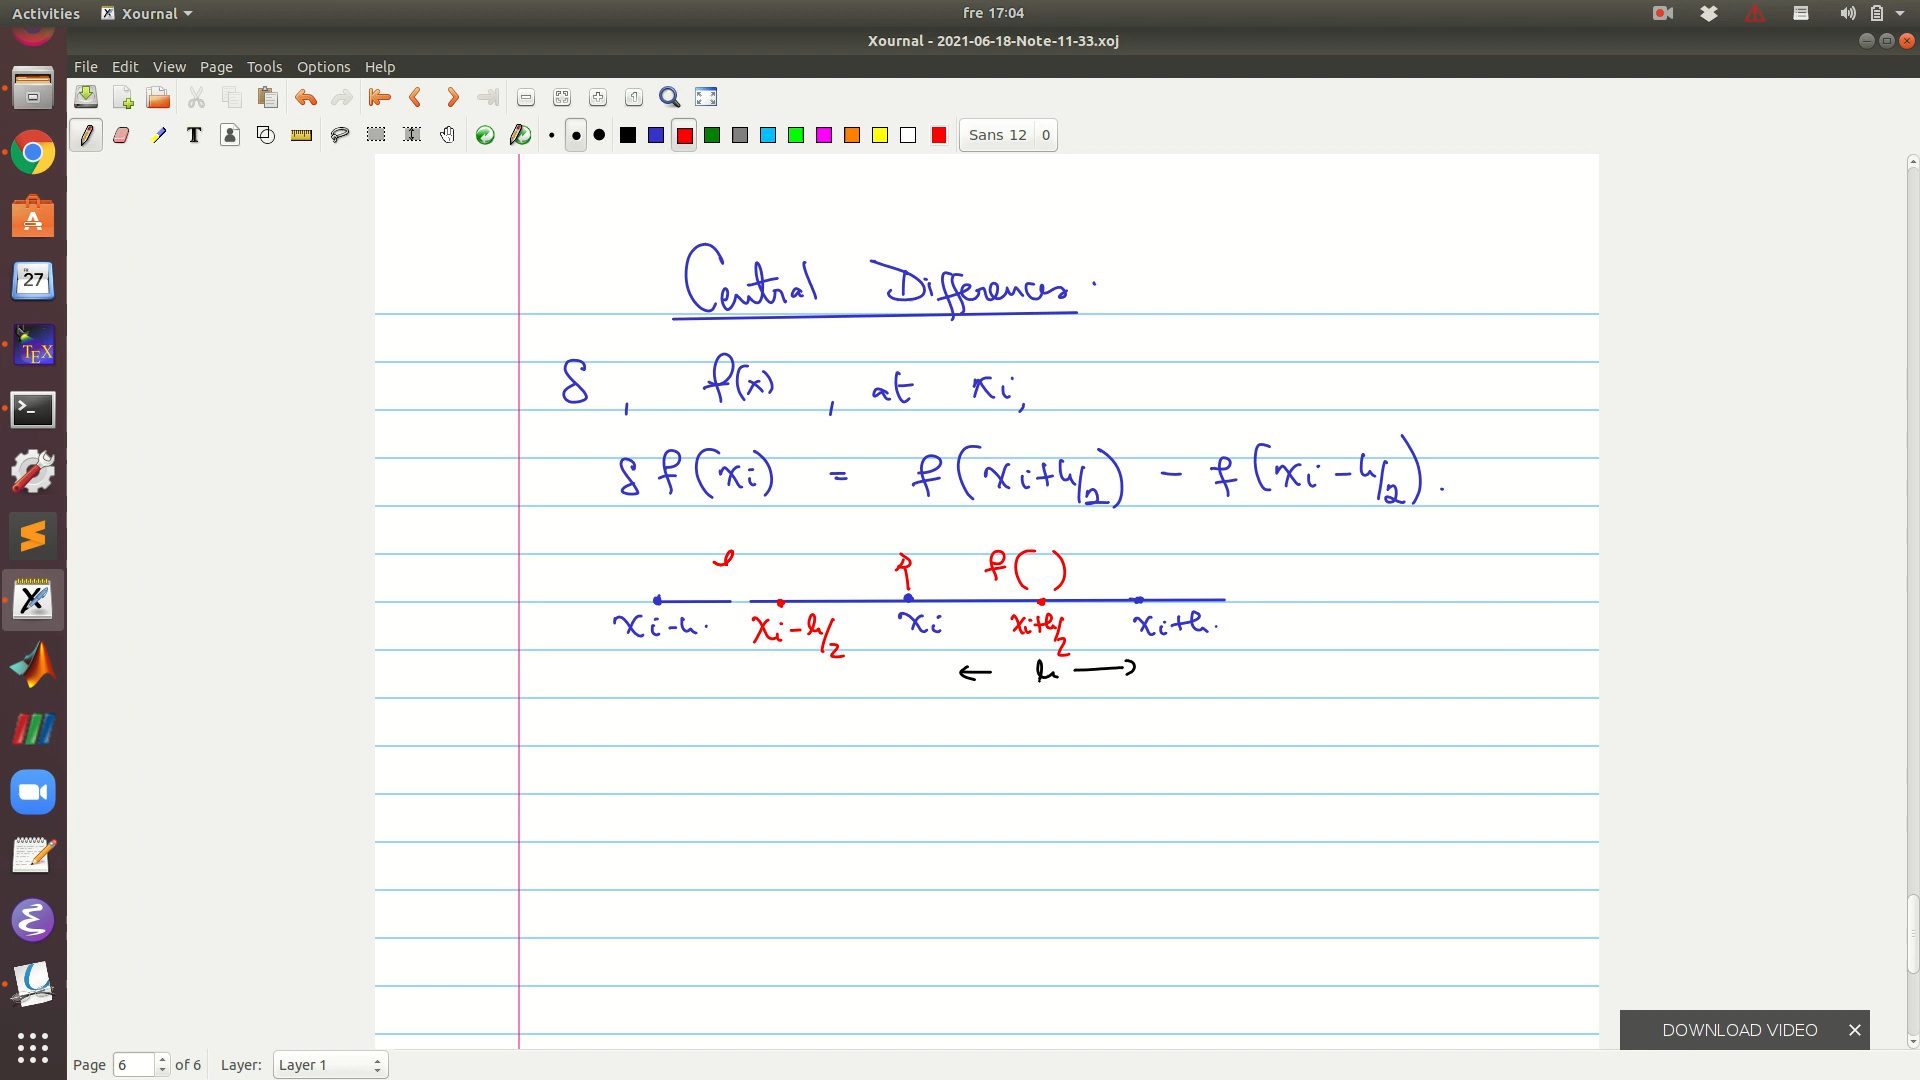 Activities Xournal fre 17:04
Xournal - 2021-06-18-Note-11-33.xoj
File Edit View Page Tools Options Help
T Sans 12 0
27
TEX
Central Differences.
δ , f(x) , at xi,
δ f(xi) = f(xi+h/2) - f(xi-h/2).
f( )
xi-h. xi-h/2 xi xi+h/2 xi+h.
← h →
DOWNLOAD VIDEO ×
Page 6 of 6 Layer: Layer 1